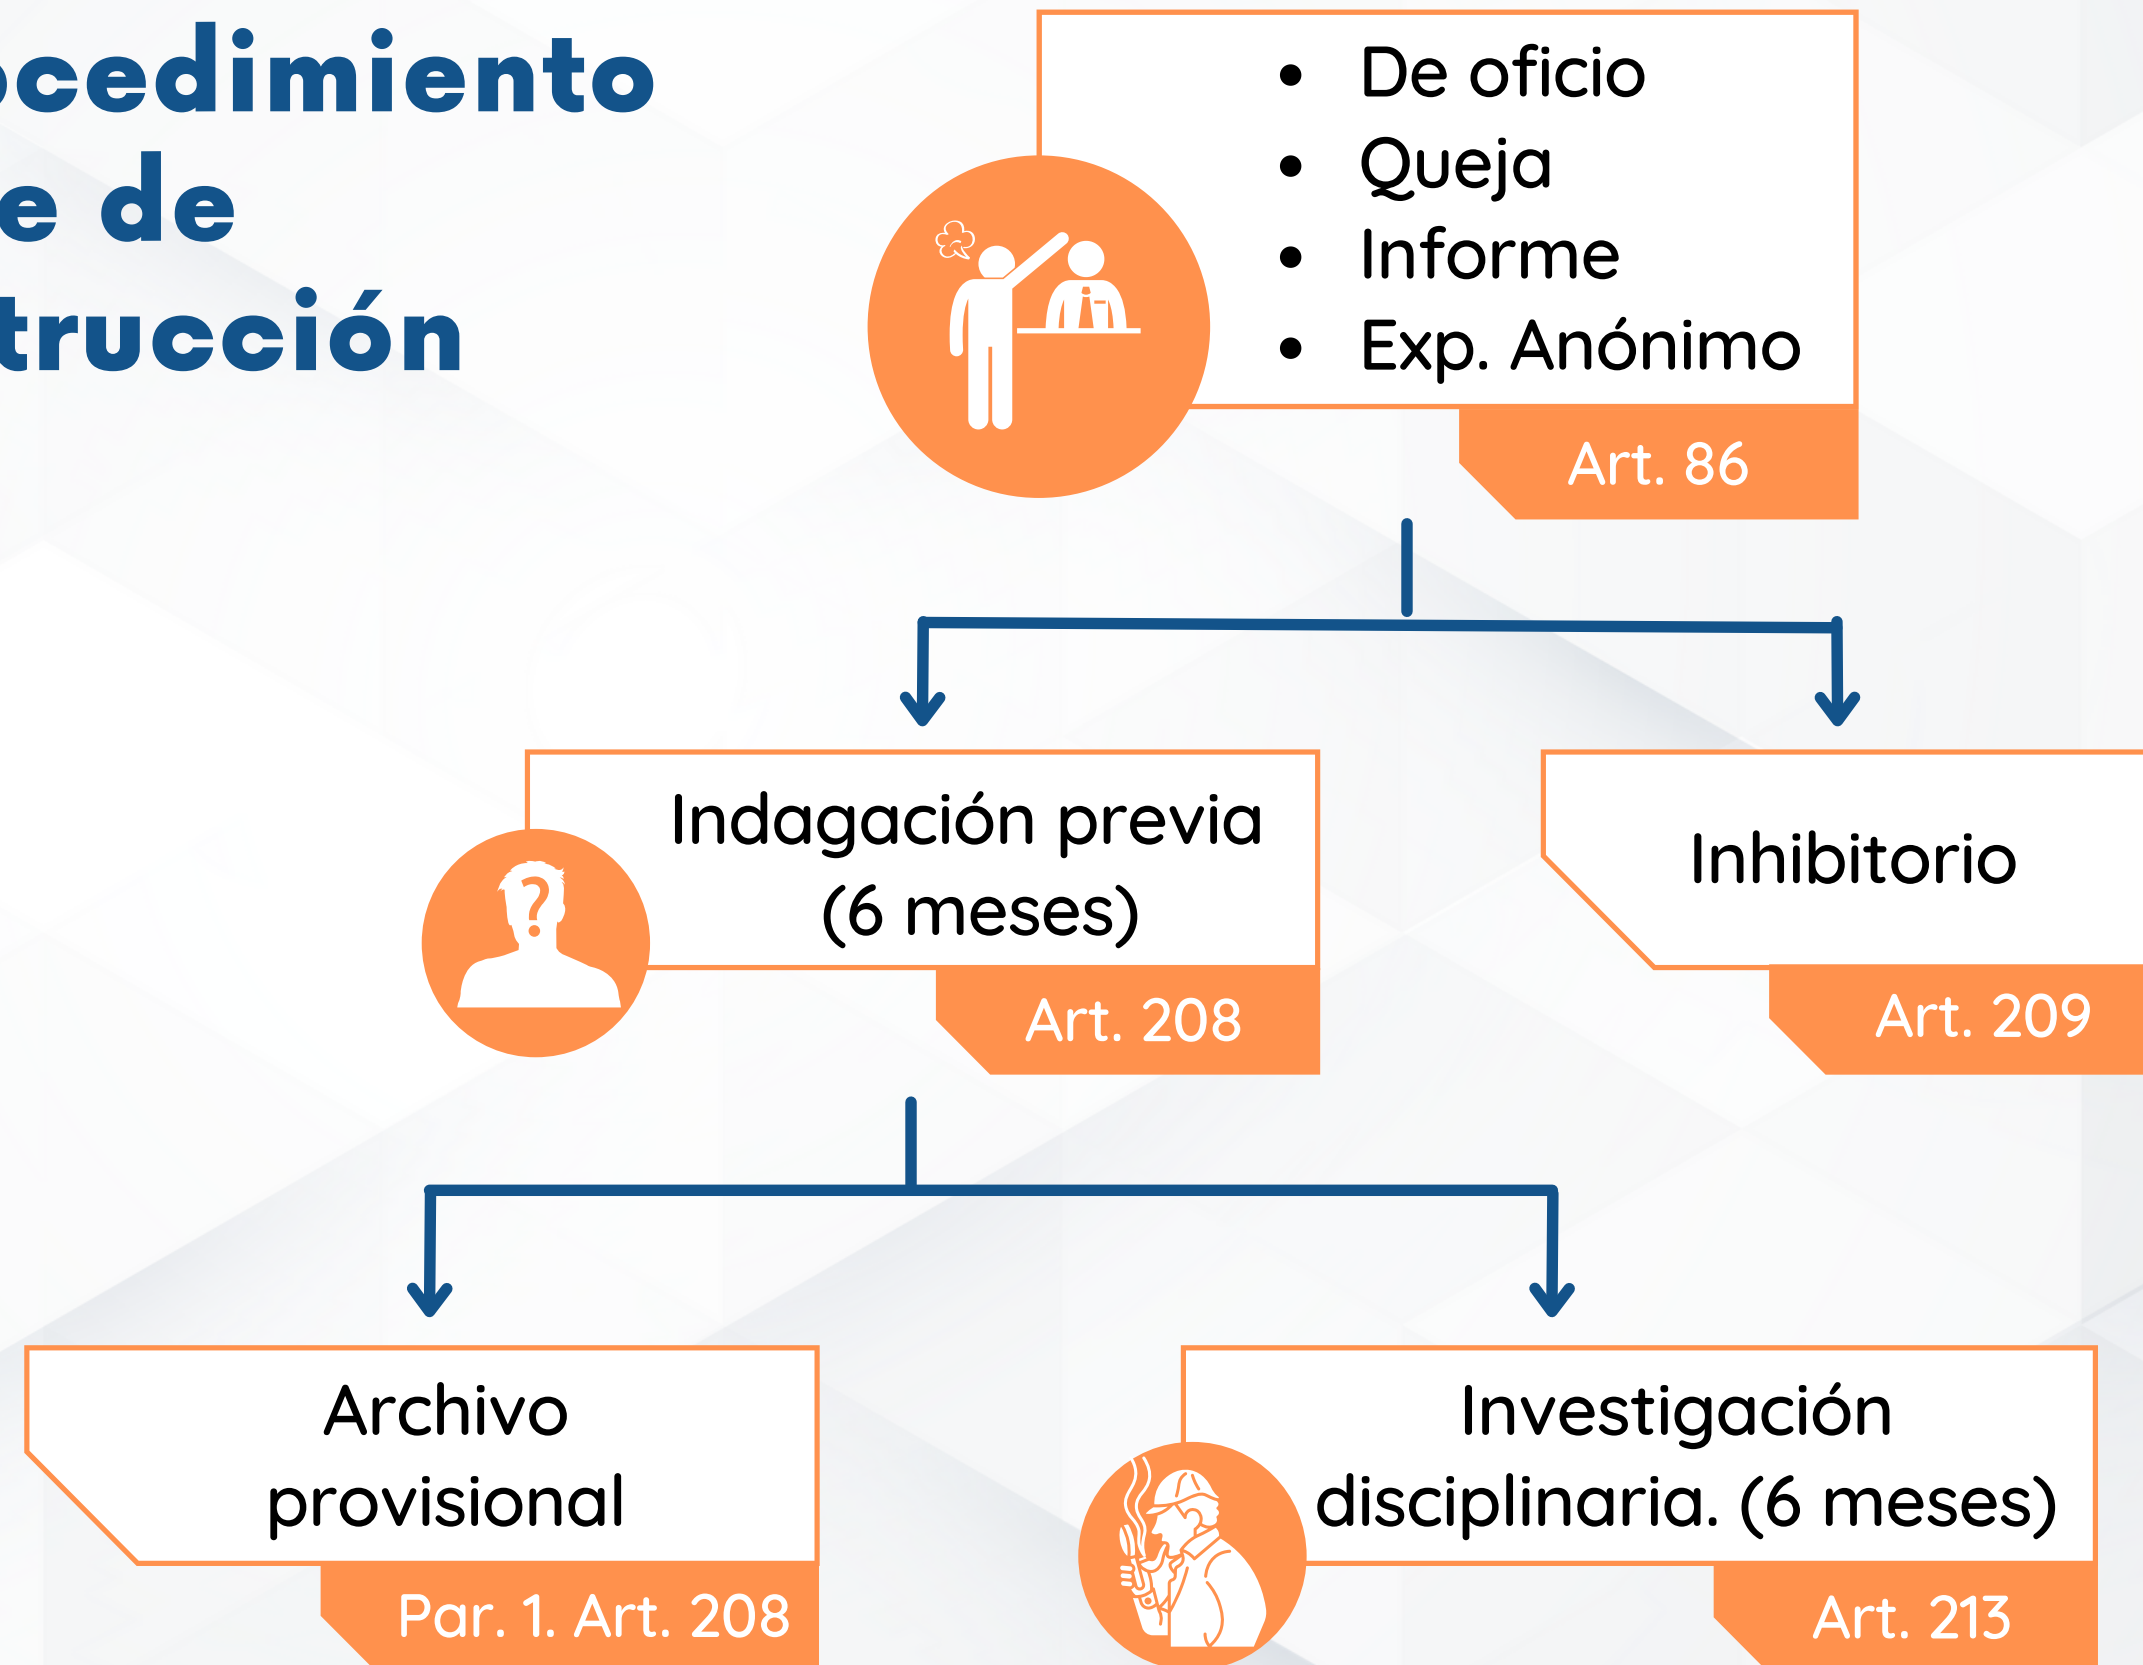 ocedimiento
e de
trucción
• De oficio
• Queja
• Informe
• Exp. Anónimo
Art. 86
Indagación previa
(6 meses)
Art. 208
Inhibitorio
Art. 209
Archivo
provisional
Par. 1. Art. 208
Investigación
disciplinaria. (6 meses)
Art. 213